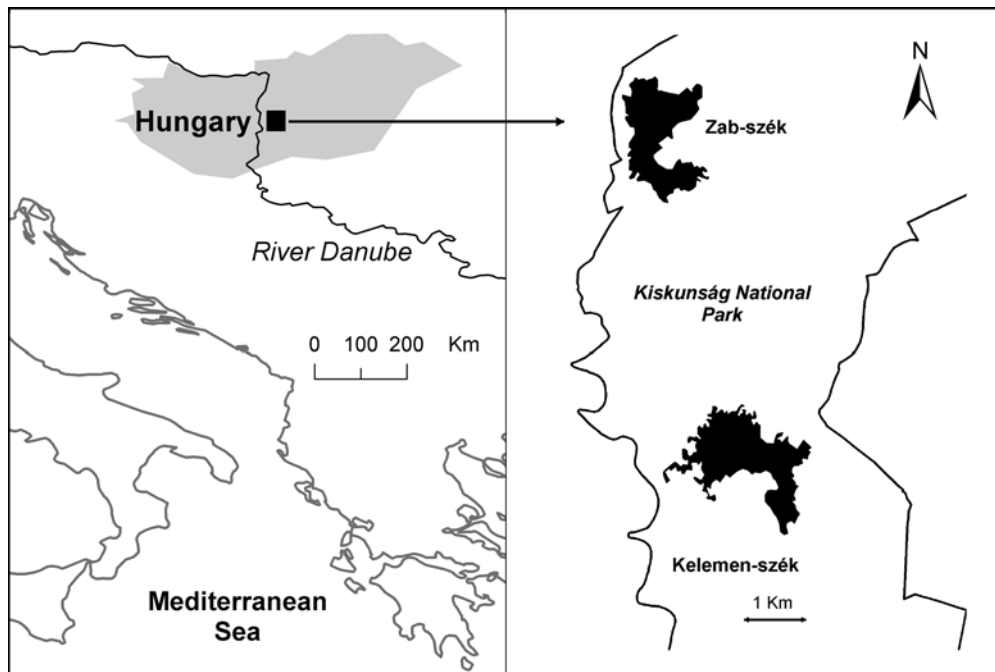 Hungary
River Danube
0 100 200 Km
Mediterranean
Sea
N
Zab-szék
Kiskunság National
Park
Kelemen-szék
1 Km